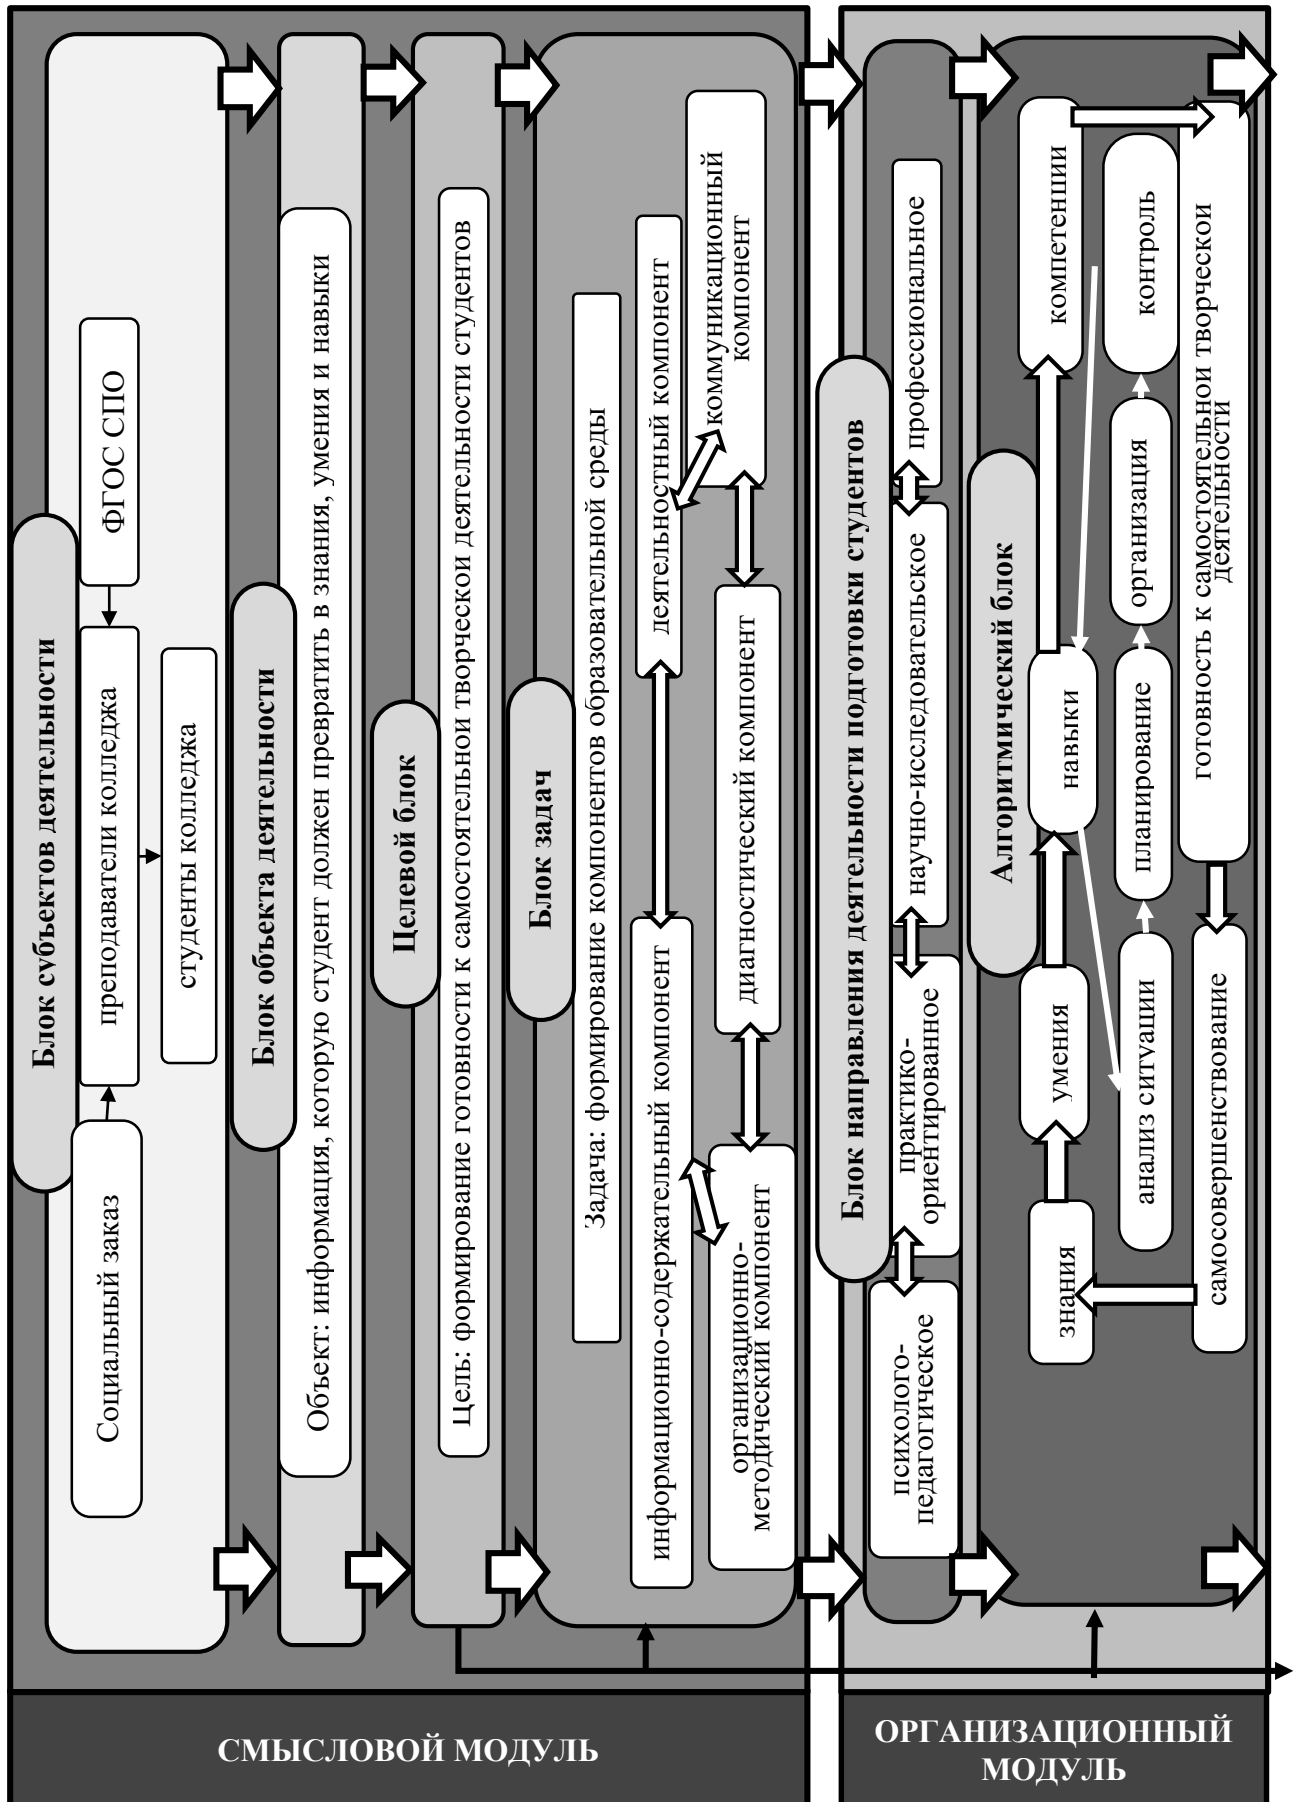 СМЫСЛОВОЙ МОДУЛЬ
Блок субъектов деятельности
Социальный заказ
преподаватели колледжа
ФГОС СПО
студенты колледжа
Блок объекта деятельности
Объект: информация, которую студент должен превратить в знания, умения и навыки
Целевой блок
Цель: формирование готовности к самостоятельной творческой деятельности студентов
Блок задач
Задача: формирование компонентов образовательной среды
информационно-содержательный компонент
деятельностный компонент
организационно-
методический компонент
диагностический компонент
коммуникационный
компонент
ОРГАНИЗАЦИОННЫЙ
МОДУЛЬ
Блок направления деятельности подготовки студентов
психолого-
педагогическое
практико-
ориентированное
научно-исследовательское
профессиональное
Алгоритмический блок
знания
умения
навыки
компетенции
анализ ситуации
планирование
организация
контроль
самосовершенствование
готовность к самостоятельной творческой
деятельности